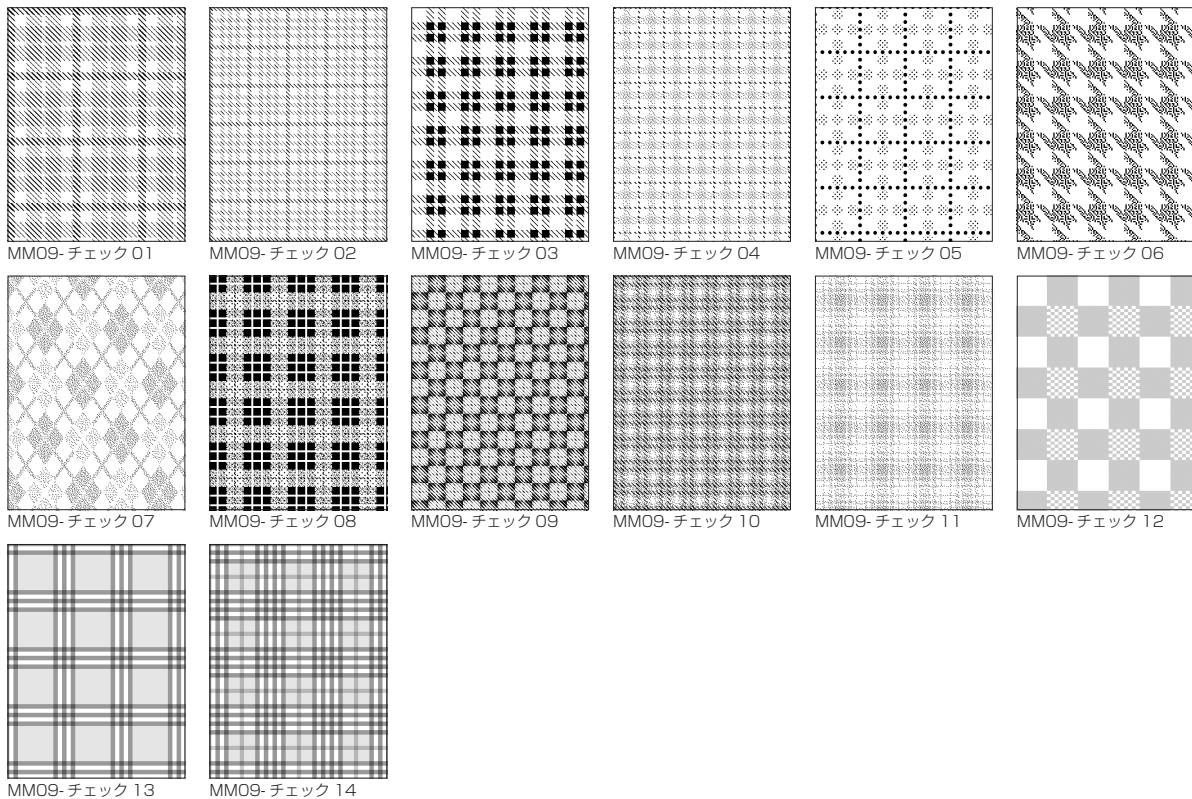 MM09- チェック 01
MM09- チェック 02
MM09- チェック 03
MM09- チェック 04
MM09- チェック 05
MM09- チェック 06
MM09- チェック 07
MM09- チェック 08
MM09- チェック 09
MM09- チェック 10
MM09- チェック 11
MM09- チェック 12
MM09- チェック 13
MM09- チェック 14